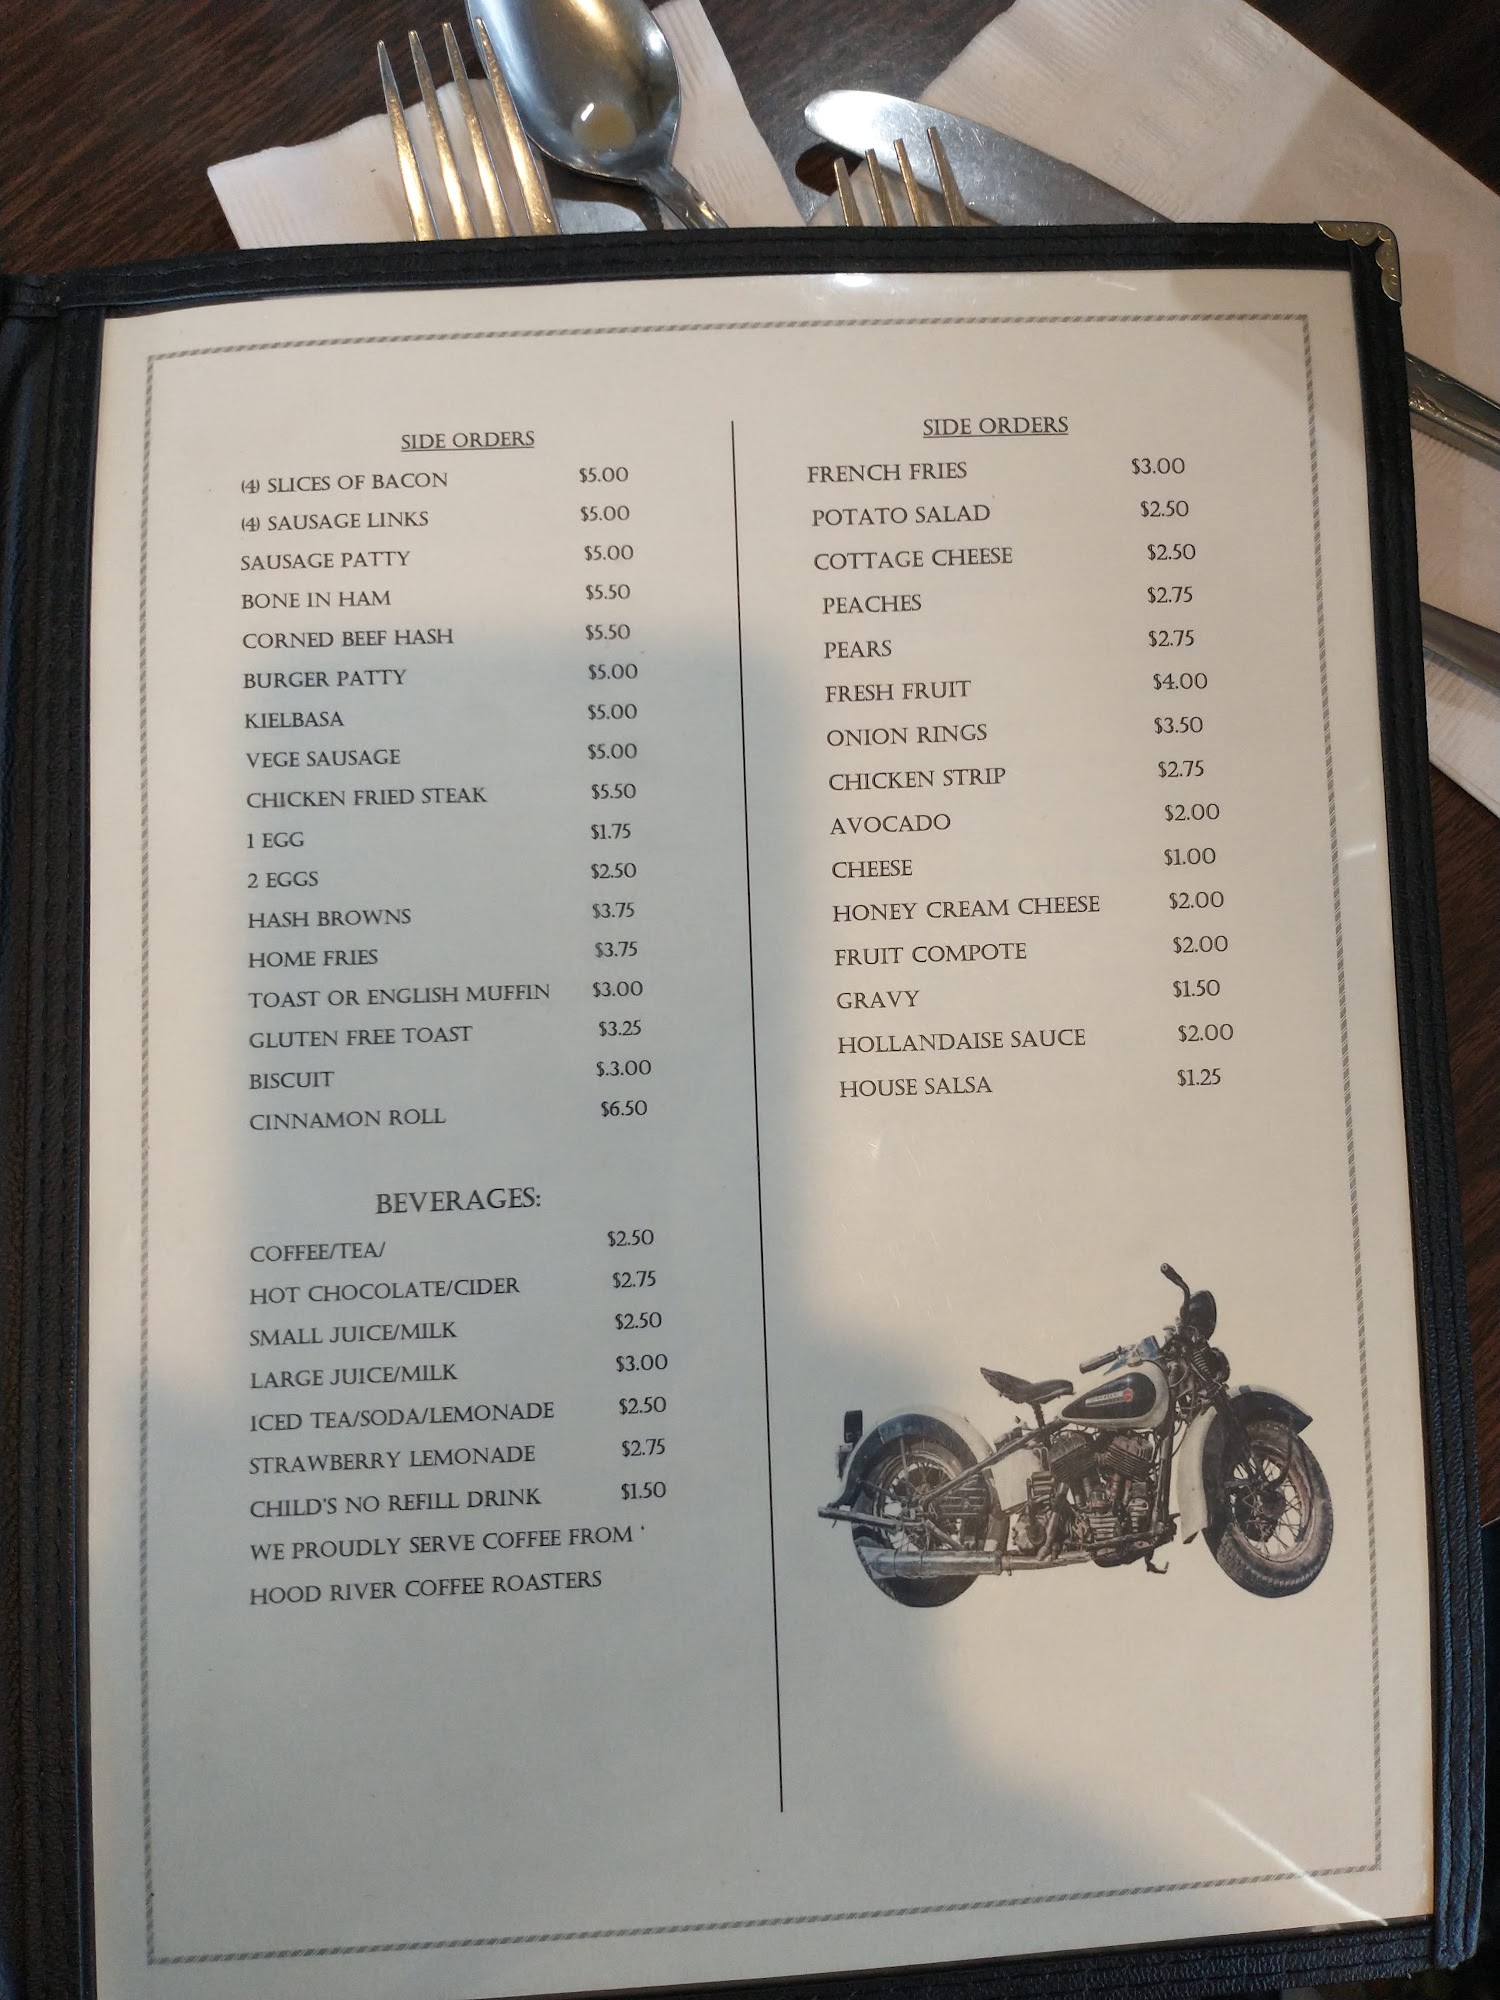 SIDE ORDERS
(4) SLICES OF BACON $5.00
(4) SAUSAGE LINKS $5.00
SAUSAGE PATTY $5.00
BONE IN HAM $5.50
CORNED BEEF HASH $5.50
BURGER PATTY $5.00
KIELBASA $5.00
VEGE SAUSAGE $5.00
CHICKEN FRIED STEAK $5.50
1 EGG $1.75
2 EGGS $2.50
HASH BROWNS $3.75
HOME FRIES $3.75
TOAST OR ENGLISH MUFFIN $3.00
GLUTEN FREE TOAST $3.25
BISCUIT $.3.00
CINNAMON ROLL $6.50
BEVERAGES:
COFFEE/TEA/ $2.50
HOT CHOCOLATE/CIDER $2.75
SMALL JUICE/MILK $2.50
LARGE JUICE/MILK $3.00
ICED TEA/SODA/LEMONADE $2.50
STRAWBERRY LEMONADE $2.75
CHILD'S NO REFILL DRINK $1.50
WE PROUDLY SERVE COFFEE FROM '
HOOD RIVER COFFEE ROASTERS
SIDE ORDERS
FRENCH FRIES $3.00
POTATO SALAD $2.50
COTTAGE CHEESE $2.50
PEACHES $2.75
PEARS $2.75
FRESH FRUIT $4.00
ONION RINGS $3.50
CHICKEN STRIP $2.75
AVOCADO $2.00
CHEESE $1.00
HONEY CREAM CHEESE $2.00
FRUIT COMPOTE $2.00
GRAVY $1.50
HOLLANDAISE SAUCE $2.00
HOUSE SALSA $1.25